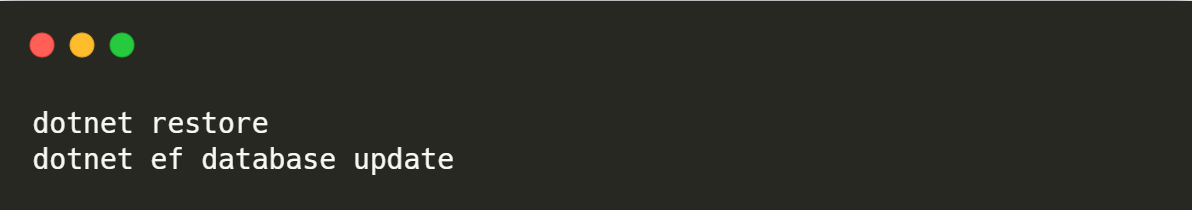 dotnet restore
dotnet ef database update